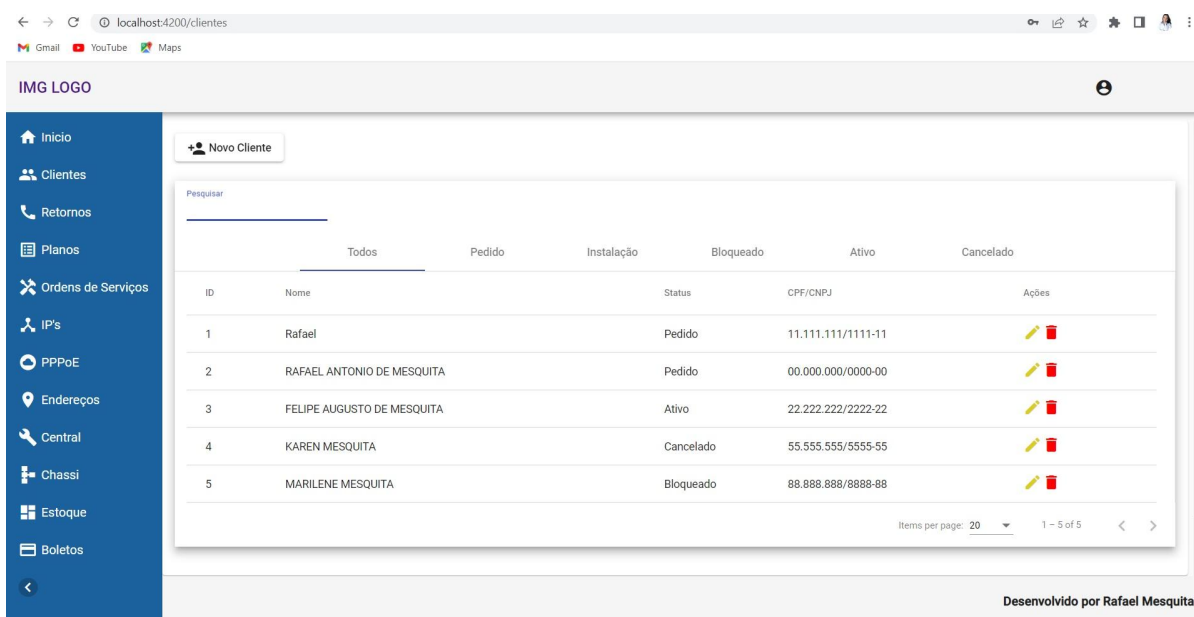 localhost:4200/clientes
Gmail YouTube Maps
IMG LOGO
Inicio
Clientes
Retornos
Planos
Ordens de Serviços
IP's
PPPoE
Endereços
Central
Chassi
Estoque
Boletos
Novo Cliente
Pesquisar
Todos Pedido Instalação Bloqueado Ativo Cancelado
ID Nome Status CPF/CNPJ Ações
1 Rafael Pedido 11.111.111/1111-11
2 RAFAEL ANTONIO DE MESQUITA Pedido 00.000.000/0000-00
3 FELIPE AUGUSTO DE MESQUITA Ativo 22.222.222/2222-22
4 KAREN MESQUITA Cancelado 55.555.555/5555-55
5 MARILENE MESQUITA Bloqueado 88.888.888/8888-88
Items per page: 20 1 – 5 of 5
Desenvolvido por Rafael Mesquita